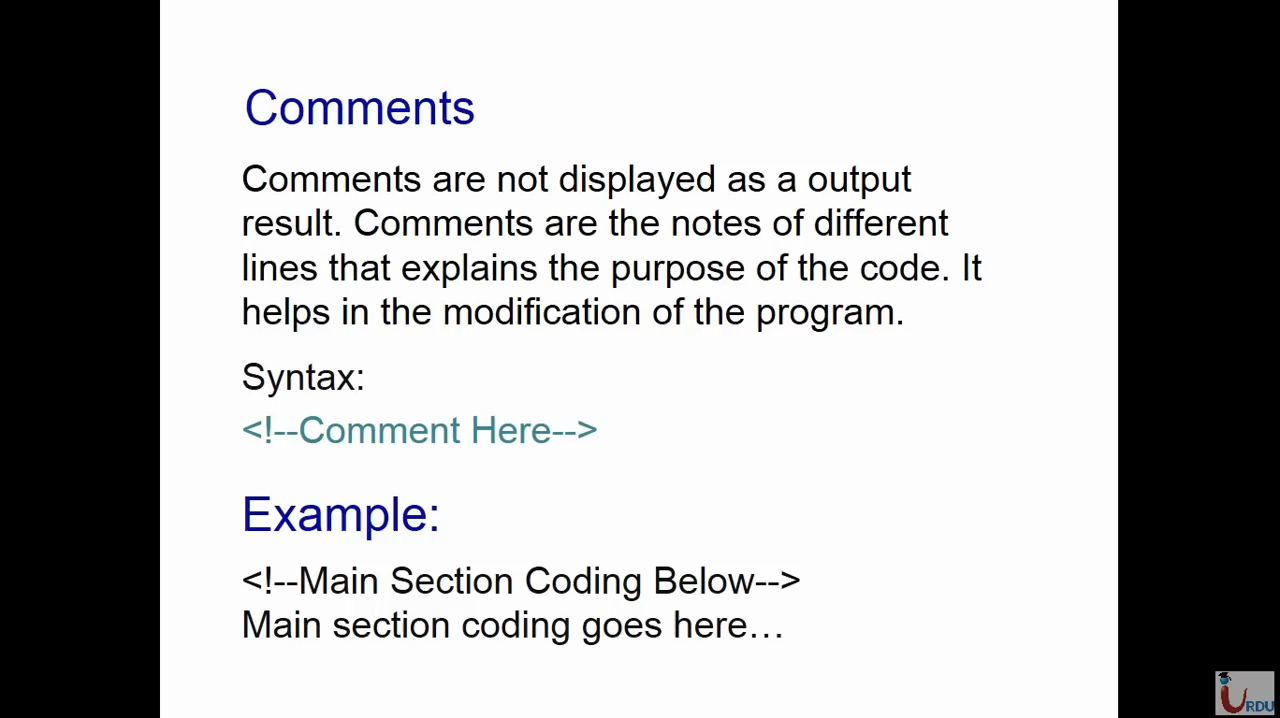 Comments
Comments are not displayed as a output
result. Comments are the notes of different
lines that explains the purpose of the code. It
helps in the modification of the program.
Syntax:
<!--Comment Here-->
Example:
<!--Main Section Coding Below-->
Main section coding goes here…
iURDU